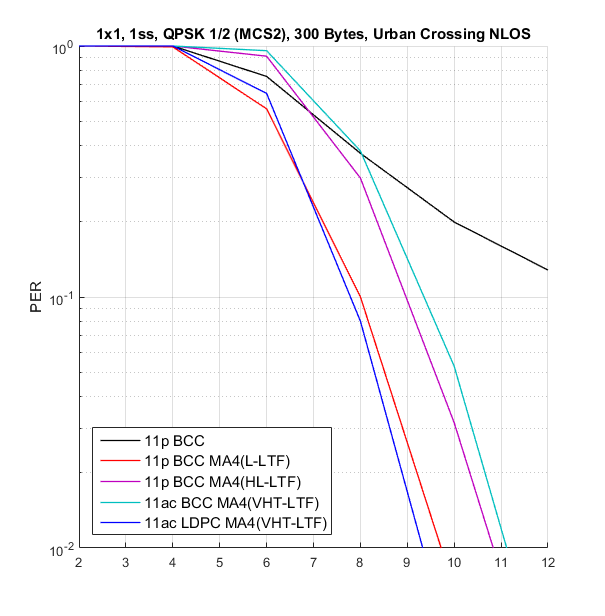 1x1, 1ss, QPSK 1/2 (MCS2), 300 Bytes, Urban Crossing NLOS
10^0
10^-1
10^-2
PER
11p BCC
11p BCC MA4(L-LTF)
11p BCC MA4(HL-LTF)
11ac BCC MA4(VHT-LTF)
11ac LDPC MA4(VHT-LTF)
2 3 4 5 6 7 8 9 10 11 12